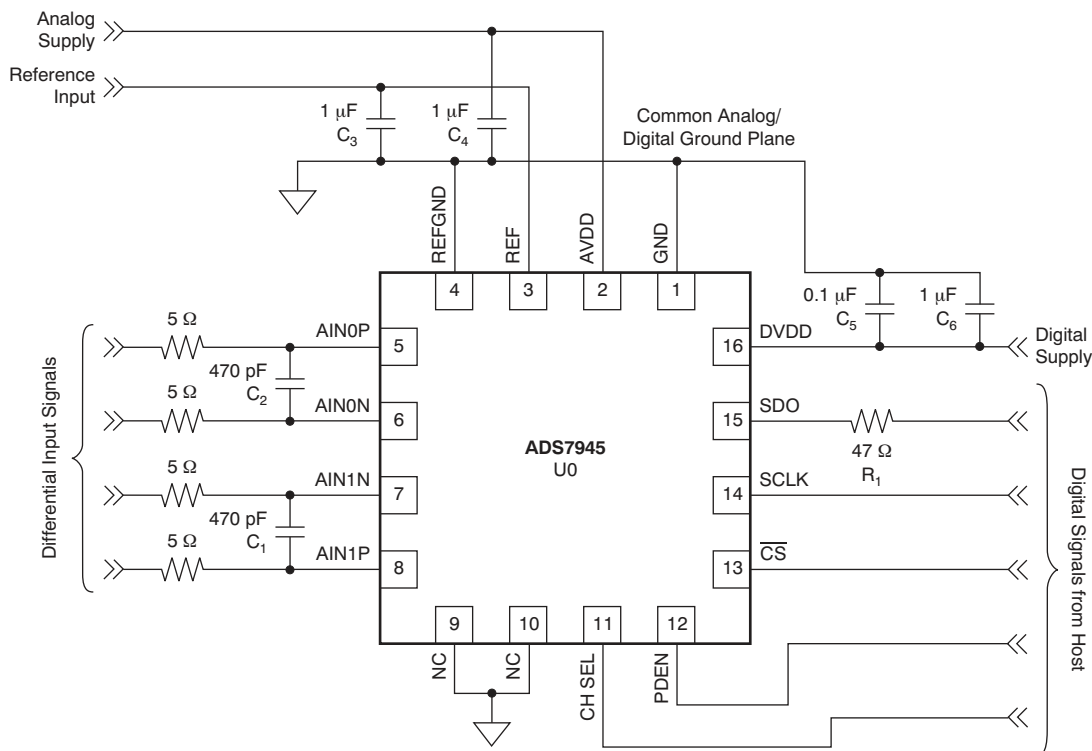 Analog
Supply
Reference
Input
1 μF
C3
1 μF
C4
Common Analog/
Digital Ground Plane
REFGND
REF
AVDD
GND
4
3
2
1
0.1 μF
C5
1 μF
C6
Differential Input Signals
5 Ω
AIN0P
5
470 pF
C2
5 Ω
AIN0N
6
5 Ω
AIN1N
7
470 pF
C1
5 Ω
AIN1P
8
ADS7945
U0
16
DVDD
Digital
Supply
15
SDO
47 Ω
R1
14
SCLK
13
CS
Digital Signals from Host
9
10
11
12
NC
NC
CH SEL
PDEN